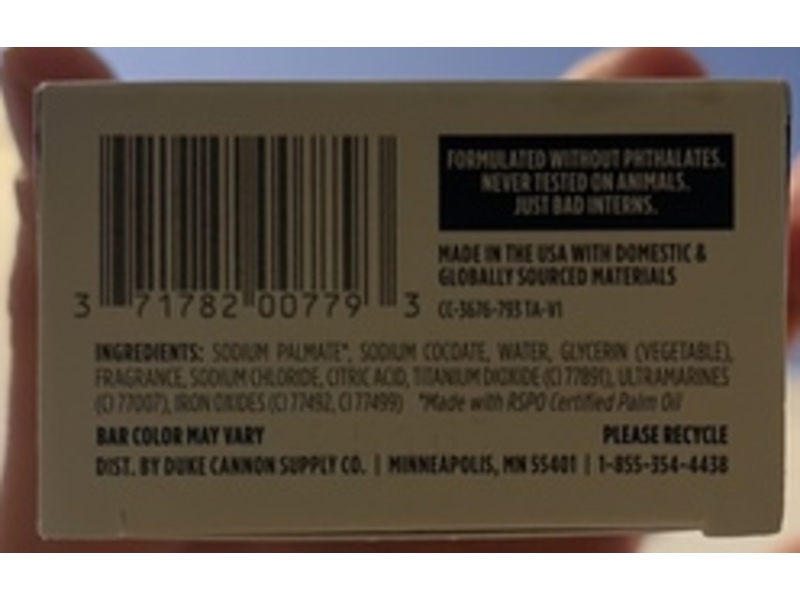 FORMULATED WITHOUT PHTHALATES.
NEVER TESTED ON ANIMALS.
JUST BAD INTERNS.
MADE IN THE USA WITH DOMESTIC &
GLOBALLY SOURCED MATERIALS
3 71782 00779 3
CC-3676-793 TA-V1
INGREDIENTS: SODIUM PALMATE*, SODIUM COCOATE, WATER, GLYCERIN (VEGETABLE),
FRAGRANCE, SODIUM CHLORIDE, CITRIC ACID, TITANIUM DIOXIDE (CI 77891), ULTRAMARINES
(CI 77007), IRON OXIDES (CI 77492, CI 77499) *Made with RSPO Certified Palm Oil
BAR COLOR MAY VARY
PLEASE RECYCLE
DIST. BY DUKE CANNON SUPPLY CO. | MINNEAPOLIS, MN 55401 | 1-855-354-4438